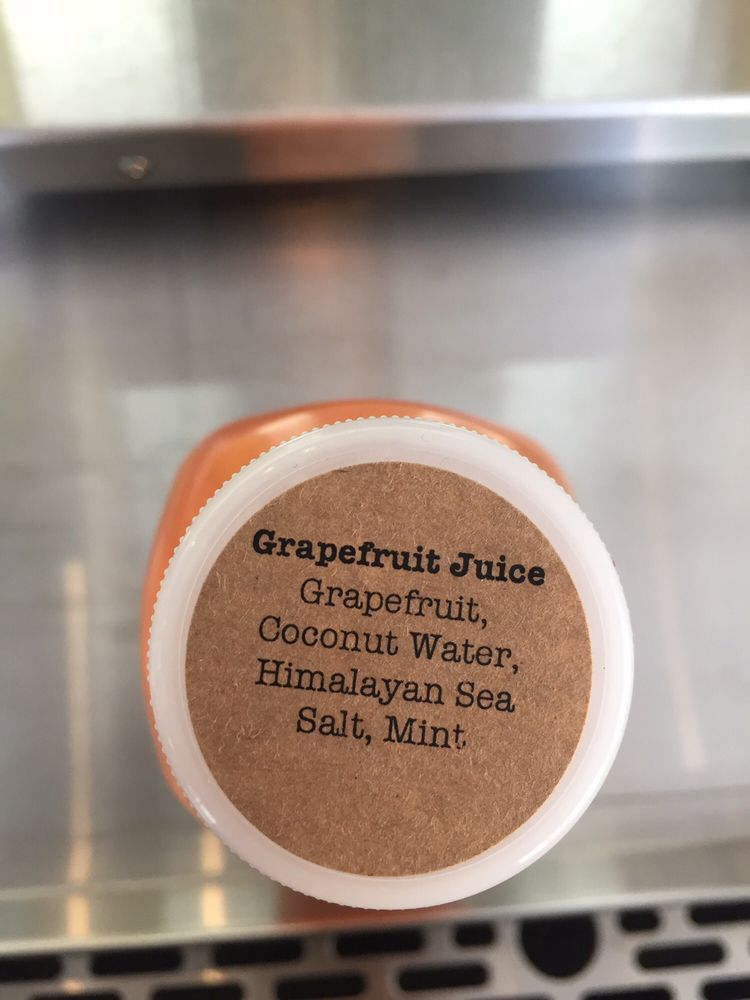 Grapefruit Juice
Grapefruit,
Coconut Water,
Himalayan Sea
Salt, Mint